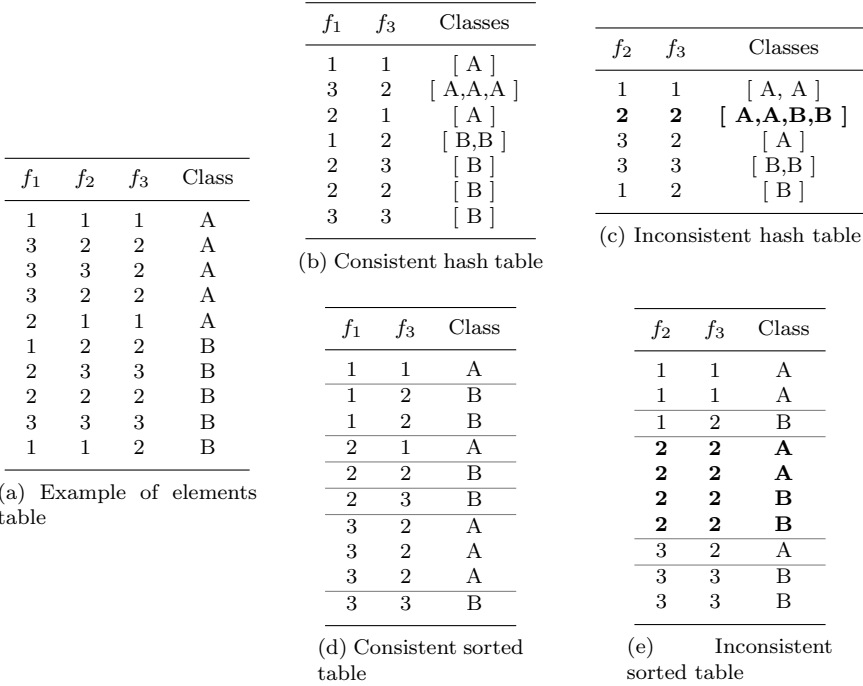 f1 f2 f3 Class
1 1 1 A
3 2 2 A
3 3 2 A
3 2 2 A
2 1 1 A
1 2 2 B
2 3 3 B
2 2 2 B
3 3 3 B
1 1 2 B
(a) Example of elements
table
f1 f3 Classes
1 1 [ A ]
3 2 [ A,A,A ]
2 1 [ A ]
1 2 [ B,B ]
2 3 [ B ]
2 2 [ B ]
3 3 [ B ]
(b) Consistent hash table
f2 f3 Classes
1 1 [ A, A ]
2 2 [ A,A,B,B ]
3 2 [ A ]
3 3 [ B,B ]
1 2 [ B ]
(c) Inconsistent hash table
f1 f3 Class
1 1 A
1 2 B
1 2 B
2 1 A
2 2 B
2 3 B
3 2 A
3 2 A
3 2 A
3 3 B
(d) Consistent sorted
table
f2 f3 Class
1 1 A
1 1 A
1 2 B
2 2 A
2 2 A
2 2 B
2 2 B
3 2 A
3 3 B
3 3 B
(e) Inconsistent
sorted table